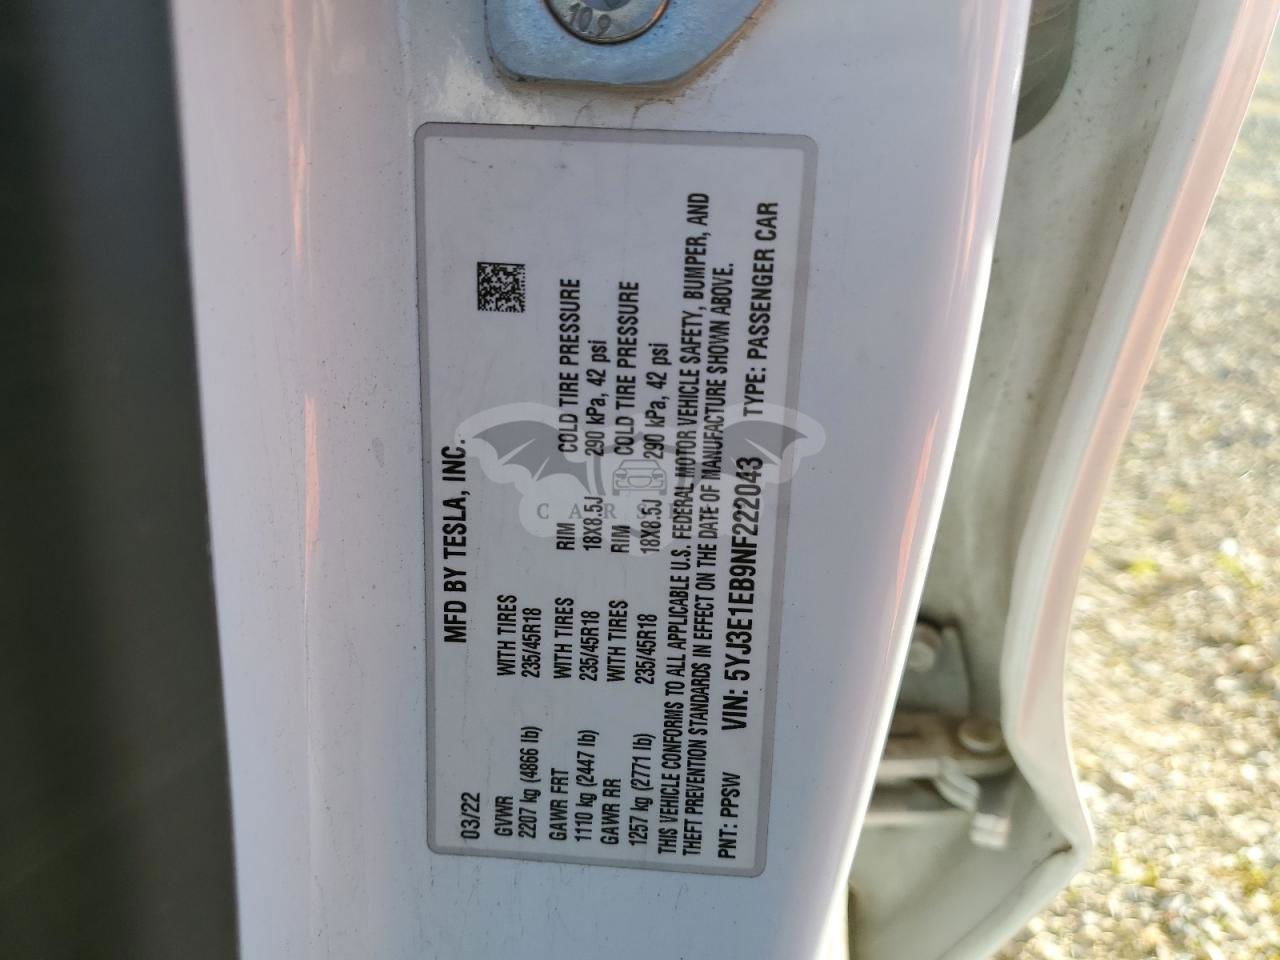 10.9
03/22 MFD BY TESLA, INC.
GVWR WITH TIRES
2207 kg (4866 lb) 235/45R18
GAWR FRT WITH TIRES RIM COLD TIRE PRESSURE
1110 kg (2447 lb) 235/45R18 18X8.5J 290 kPa, 42 psi
GAWR RR WITH TIRES RIM COLD TIRE PRESSURE
1257 kg (2771 lb) 235/45R18 18X8.5J 290 kPa, 42 psi
THIS VEHICLE CONFORMS TO ALL APPLICABLE U.S. FEDERAL MOTOR VEHICLE SAFETY, BUMPER, AND
THEFT PREVENTION STANDARDS IN EFFECT ON THE DATE OF MANUFACTURE SHOWN ABOVE.
PNT: PPSW VIN: 5YJ3E1EB9NF222043 TYPE: PASSENGER CAR